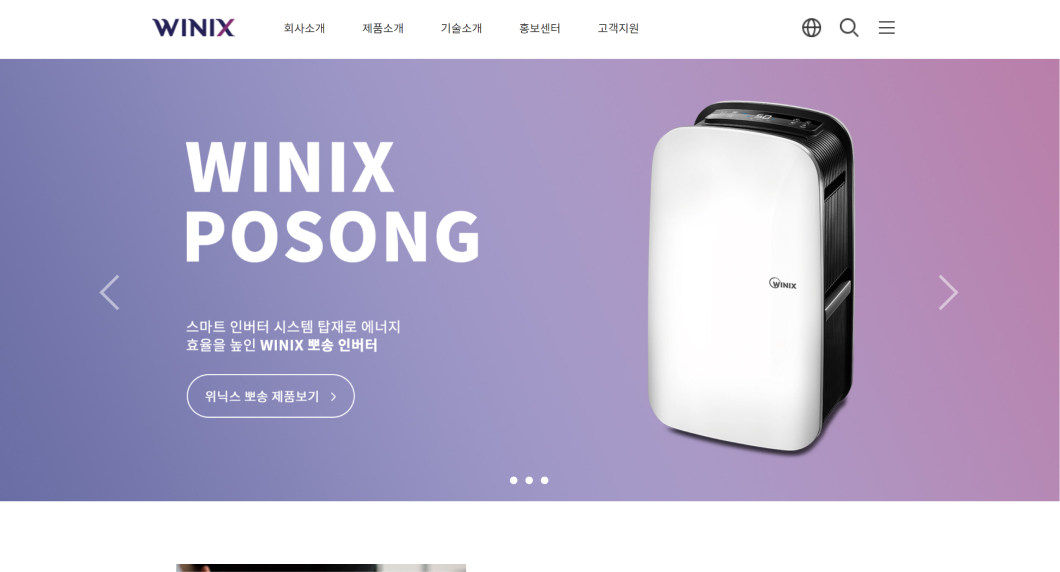 WINIX
회사소개
제품소개
기술소개
홍보센터
고객지원
WINIX
POSONG
스마트 인버터 시스템 탑재로 에너지
효율을 높인 WINIX 뽀송 인버터
위닉스 뽀송 제품보기
50
WINIX